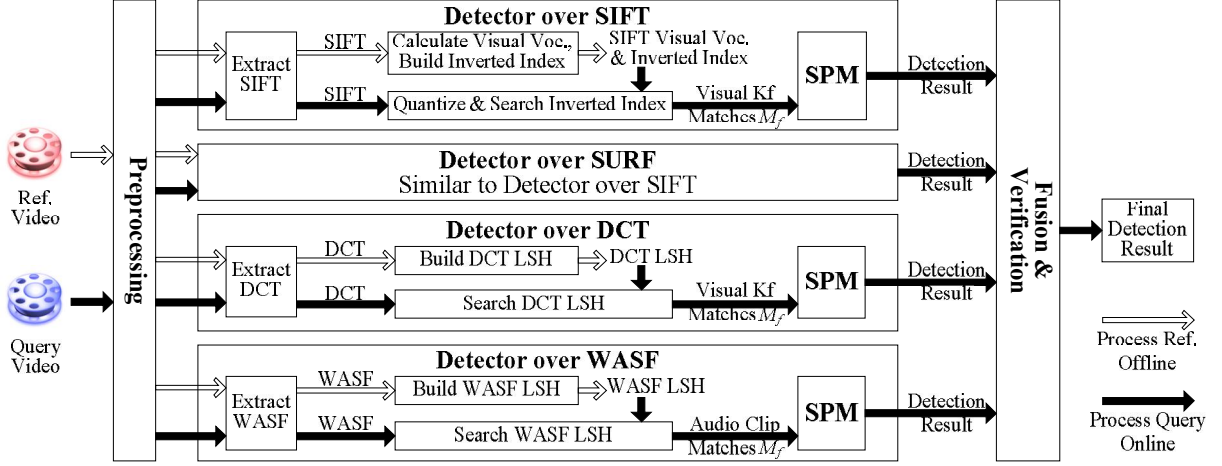 Ref.
Video
Query
Video
Preprocessing
Detector over SIFT
Extract
SIFT
SIFT
Calculate Visual Voc.,
Build Inverted Index
SIFT Visual Voc.
& Inverted Index
SIFT
Quantize & Search Inverted Index
Visual Kf
Matches M_f
SPM
Detection
Result
Detector over SURF
Similar to Detector over SIFT
Detection
Result
Detector over DCT
Extract
DCT
DCT
Build DCT LSH
DCT LSH
DCT
Search DCT LSH
Visual Kf
Matches M_f
SPM
Detection
Result
Detector over WASF
Extract
WASF
WASF
Build WASF LSH
WASF LSH
WASF
Search WASF LSH
Audio Clip
Matches M_f
SPM
Detection
Result
Fusion &
Verification
Final
Detection
Result
Process Ref.
Offline
Process Query
Online